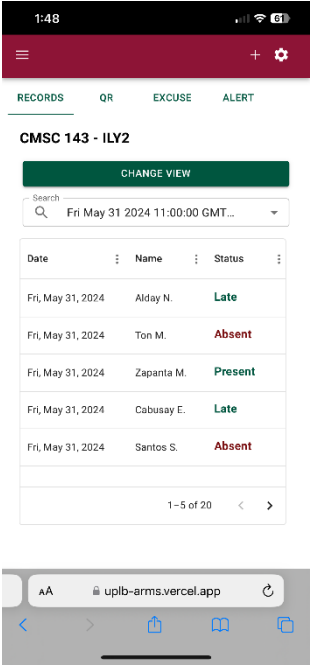 1:48
61
RECORDS QR EXCUSE ALERT
CMSC 143 - ILY2
CHANGE VIEW
Search
Fri May 31 2024 11:00:00 GMT...
Date Name Status
Fri, May 31, 2024 Alday N. Late
Fri, May 31, 2024 Ton M. Absent
Fri, May 31, 2024 Zapanta M. Present
Fri, May 31, 2024 Cabusay E. Late
Fri, May 31, 2024 Santos S. Absent
1–5 of 20
AA uplb-arms.vercel.app